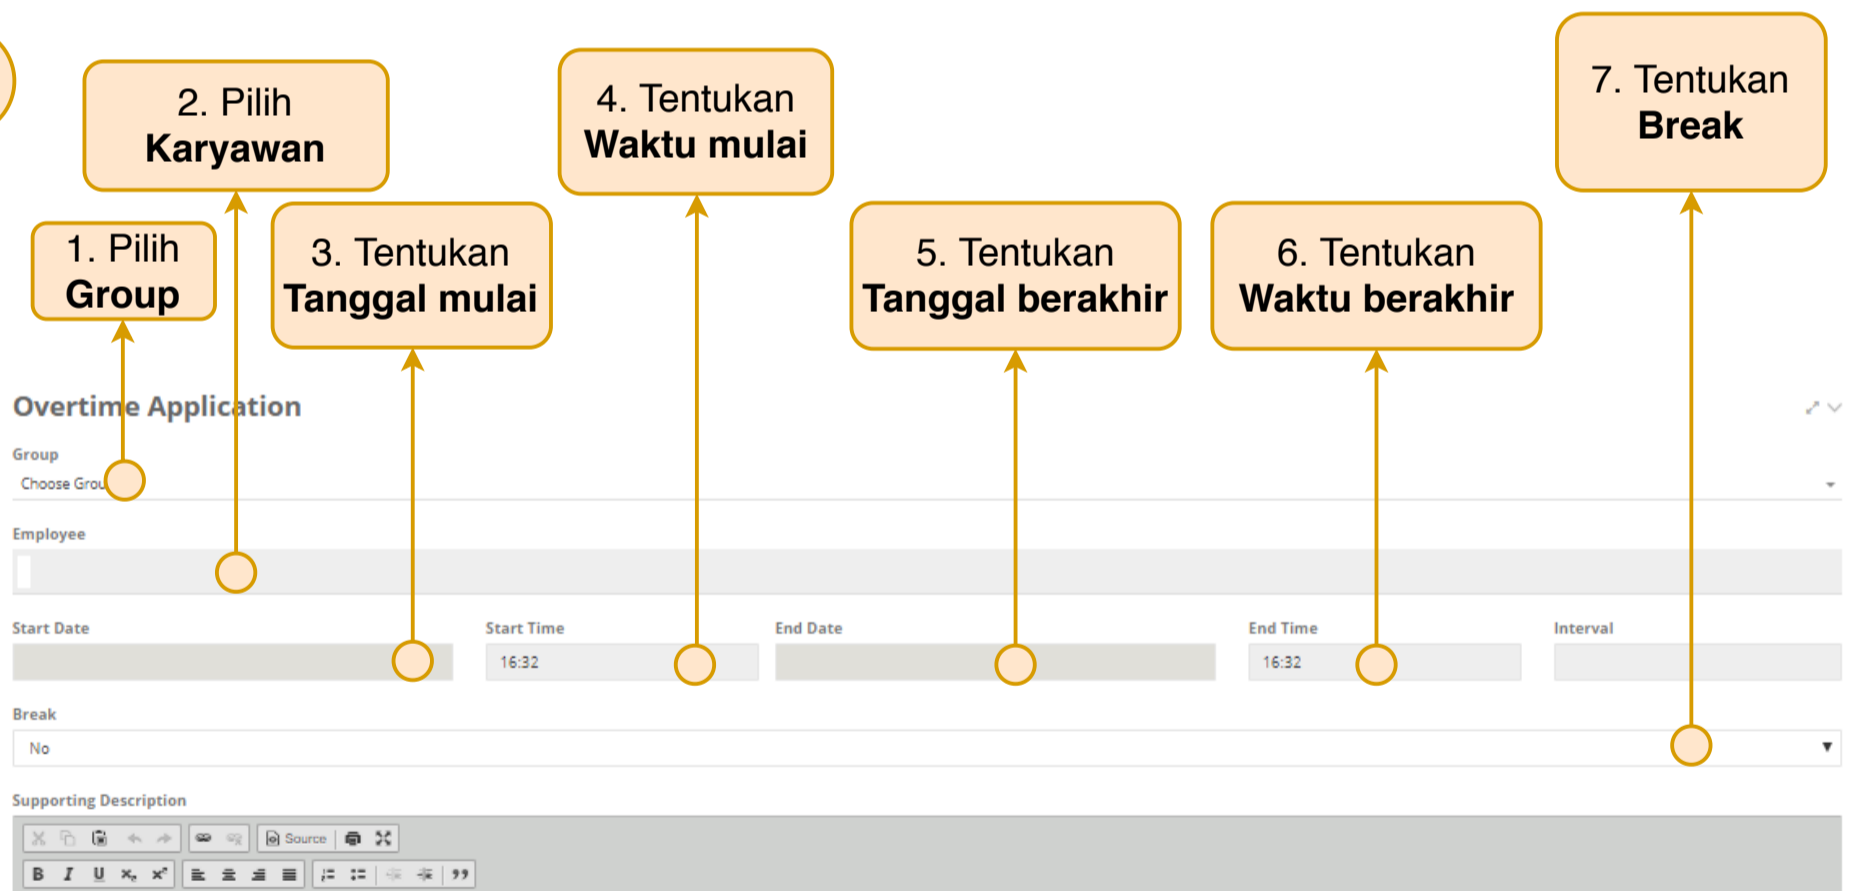 2. Pilih
Karyawan
4. Tentukan
Waktu mulai
7. Tentukan
Break
1. Pilih
Group
3. Tentukan
Tanggal mulai
5. Tentukan
Tanggal berakhir
6. Tentukan
Waktu berakhir
Overtime Application
Group
Choose Grou
Employee
Start Date
Start Time
End Date
End Time
Interval
16:32
16:32
Break
No
Supporting Description
Source
B I U x₂ x²